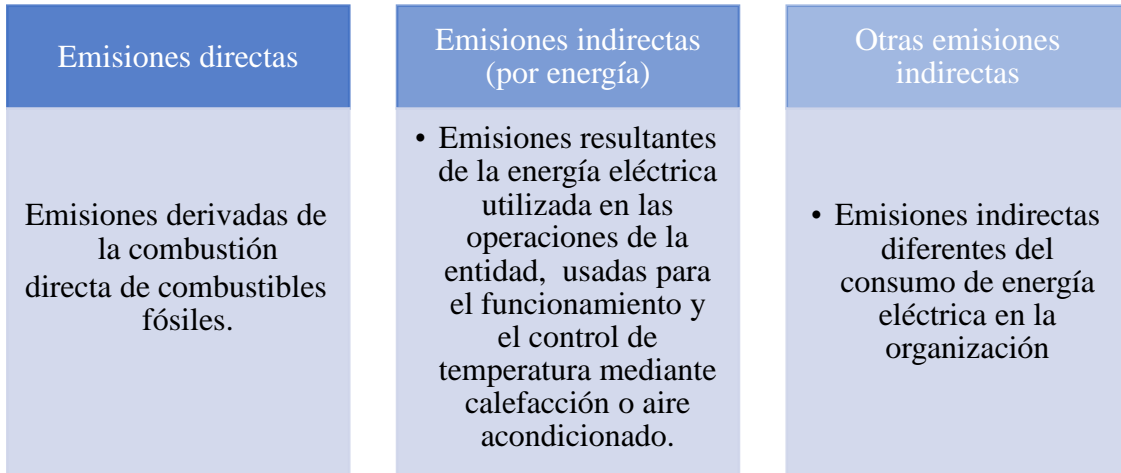 Emisiones directas
Emisiones derivadas de
la combustión
directa de combustibles
fósiles.
Emisiones indirectas
(por energía)
• Emisiones resultantes
de la energía eléctrica
utilizada en las
operaciones de la
entidad, usadas para
el funcionamiento y
el control de
temperatura mediante
calefacción o aire
acondicionado.
Otras emisiones
indirectas
• Emisiones indirectas
diferentes del
consumo de energía
eléctrica en la
organización